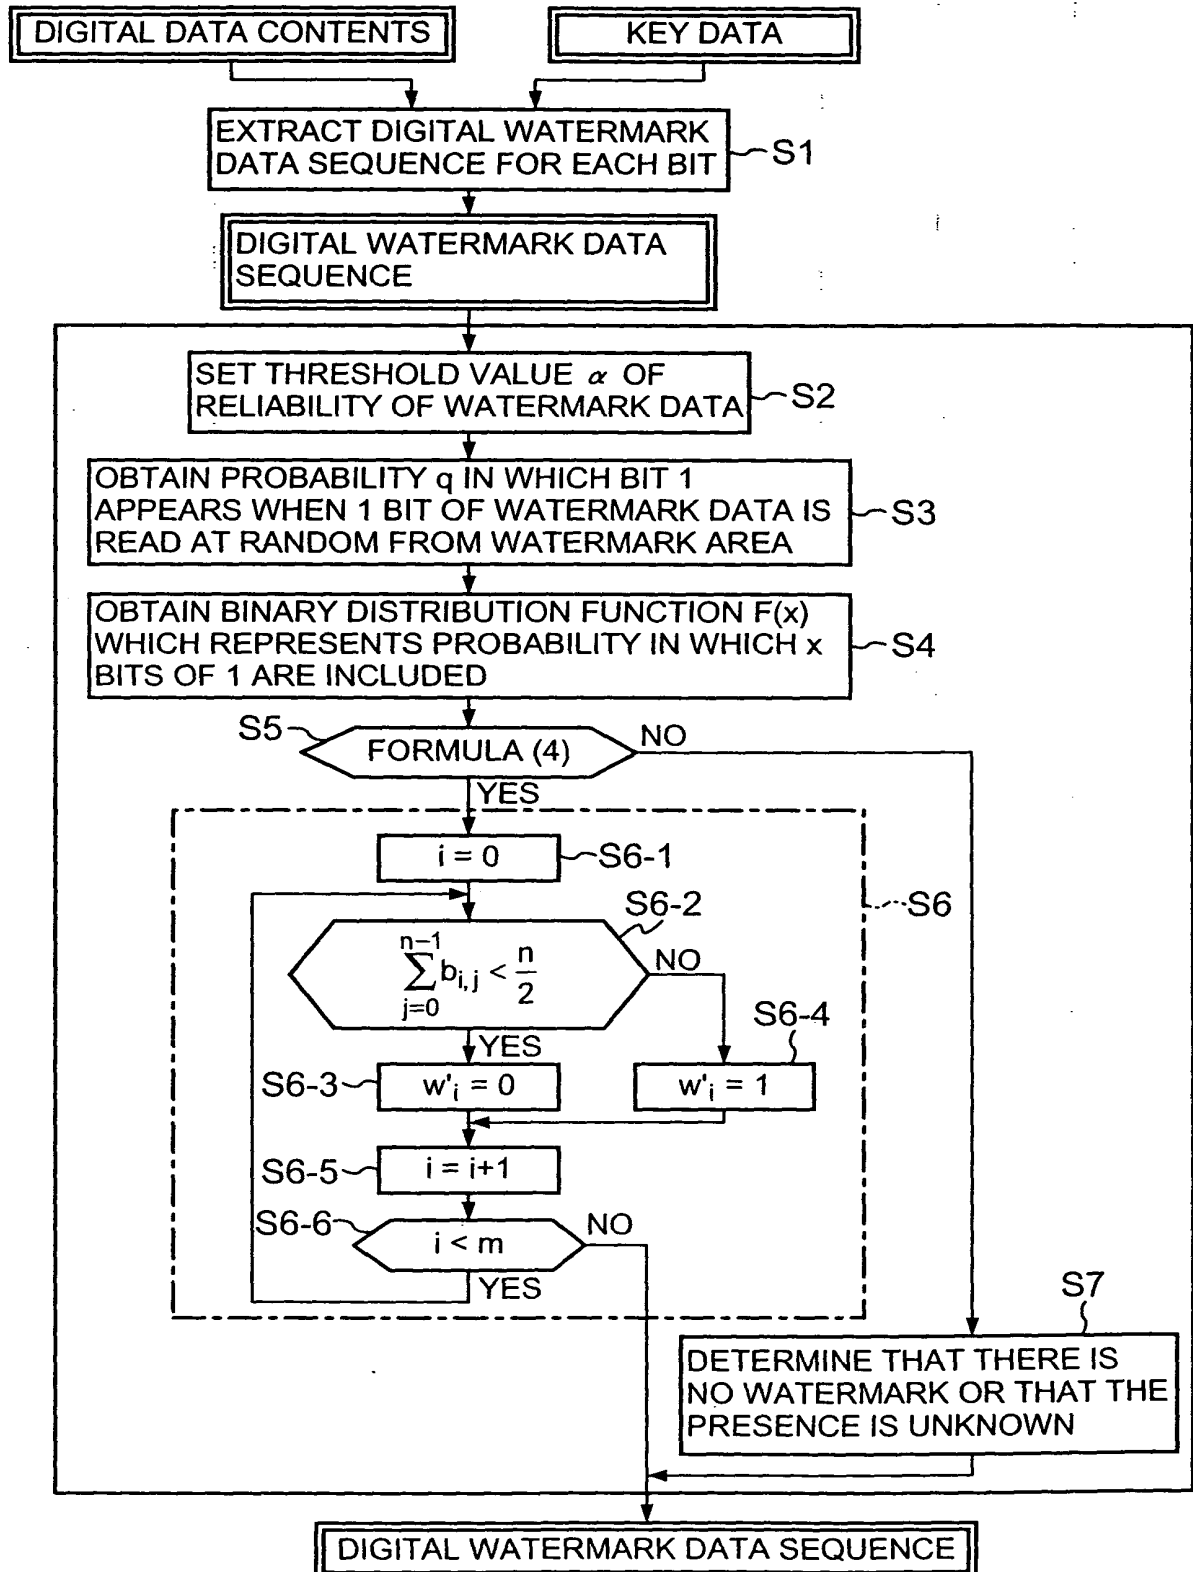 DIGITAL DATA CONTENTS
KEY DATA
EXTRACT DIGITAL WATERMARK
DATA SEQUENCE FOR EACH BIT
S1
DIGITAL WATERMARK DATA
SEQUENCE
SET THRESHOLD VALUE α OF
RELIABILITY OF WATERMARK DATA
S2
OBTAIN PROBABILITY q IN WHICH BIT 1
APPEARS WHEN 1 BIT OF WATERMARK DATA IS
READ AT RANDOM FROM WATERMARK AREA
S3
OBTAIN BINARY DISTRIBUTION FUNCTION F(x)
WHICH REPRESENTS PROBABILITY IN WHICH x
BITS OF 1 ARE INCLUDED
S4
S5
FORMULA (4)
NO
YES
i = 0
S6-1
S6
S6-2
n−1
∑ b i,j < n/2
j=0
NO
YES
S6-4
S6-3
w'i = 0
w'i = 1
S6-5
i = i+1
S6-6
i < m
NO
YES
S7
DETERMINE THAT THERE IS
NO WATERMARK OR THAT THE
PRESENCE IS UNKNOWN
DIGITAL WATERMARK DATA SEQUENCE